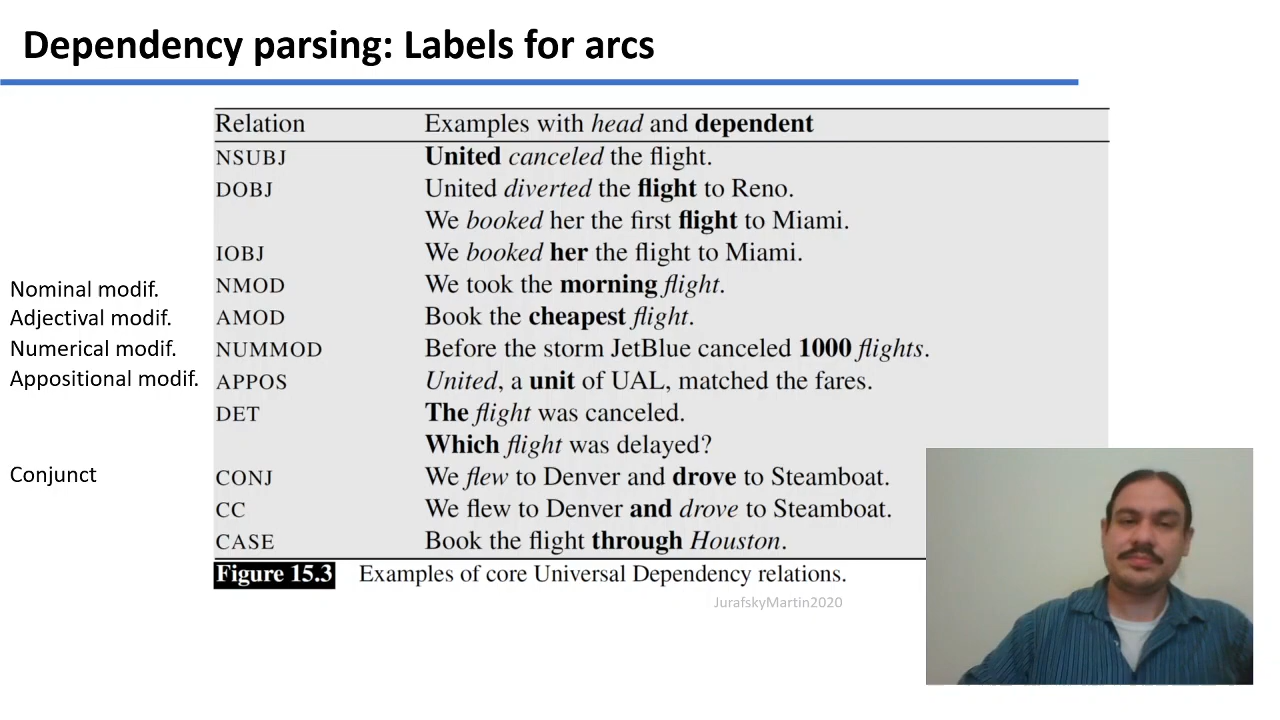 Dependency parsing: Labels for arcs
Relation Examples with head and dependent
NSUBJ United canceled the flight.
DOBJ United diverted the flight to Reno.
We booked her the first flight to Miami.
IOBJ We booked her the flight to Miami.
Nominal modif. NMOD We took the morning flight.
Adjectival modif. AMOD Book the cheapest flight.
Numerical modif. NUMMOD Before the storm JetBlue canceled 1000 flights.
Appositional modif. APPOS United, a unit of UAL, matched the fares.
DET The flight was canceled.
Which flight was delayed?
Conjunct CONJ We flew to Denver and drove to Steamboat.
CC We flew to Denver and drove to Steamboat.
CASE Book the flight through Houston.
Figure 15.3 Examples of core Universal Dependency relations.
JurafskyMartin2020